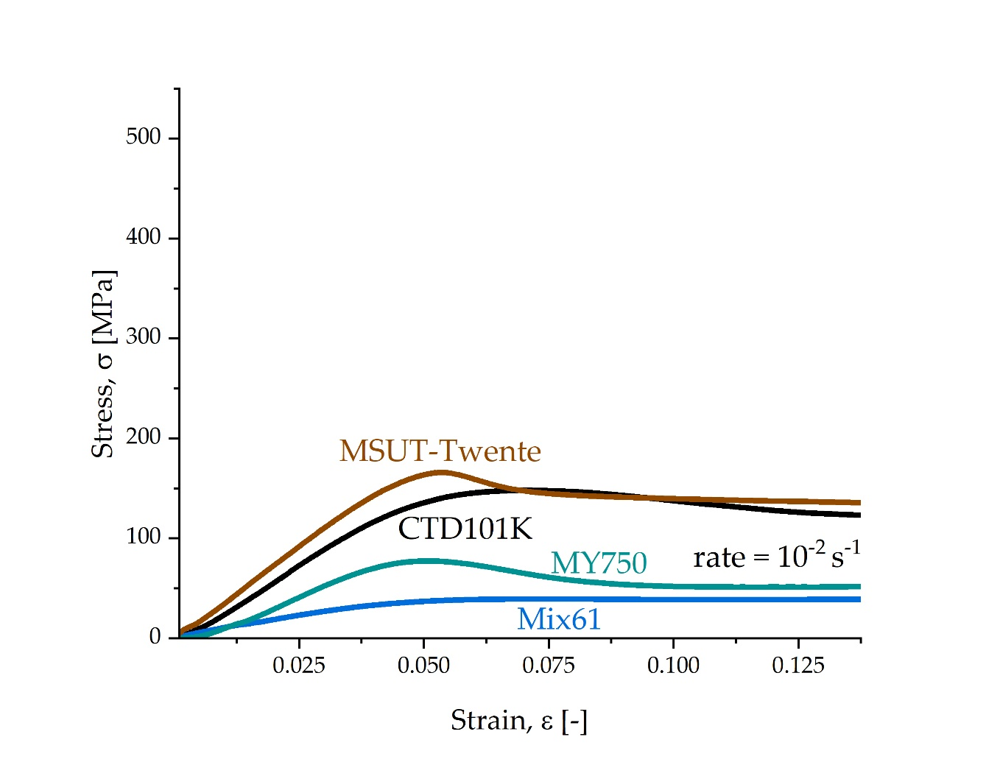 500
400
300
200
100
0
Stress, σ [MPa]
MSUT-Twente
CTD101K
MY750
rate = 10⁻² s⁻¹
Mix61
0.025 0.050 0.075 0.100 0.125
Strain, ε [-]